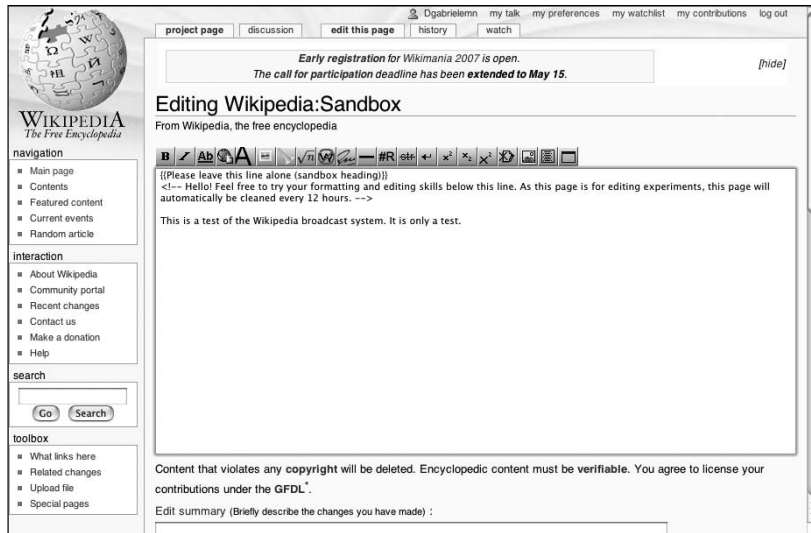 Dgabrielemn my talk my preferences my watchlist my contributions log out
project page discussion edit this page history watch
Early registration for Wikimania 2007 is open.
The call for participation deadline has been extended to May 15.
[hide]
WIKIPEDIA
The Free Encyclopedia
navigation
Main page
Contents
Featured content
Current events
Random article
interaction
About Wikipedia
Community portal
Recent changes
Contact us
Make a donation
Help
search
Go Search
toolbox
What links here
Related changes
Upload file
Special pages
Editing Wikipedia:Sandbox
From Wikipedia, the free encyclopedia
B I Ab A √n W — #R str ↵ x² x₂ x²
{{Please leave this line alone (sandbox heading)}}
<!-- Hello! Feel free to try your formatting and editing skills below this line. As this page is for editing experiments, this page will
automatically be cleaned every 12 hours. -->
This is a test of the Wikipedia broadcast system. It is only a test.
Content that violates any copyright will be deleted. Encyclopedic content must be verifiable. You agree to license your
contributions under the GFDL*.
Edit summary (Briefly describe the changes you have made) :